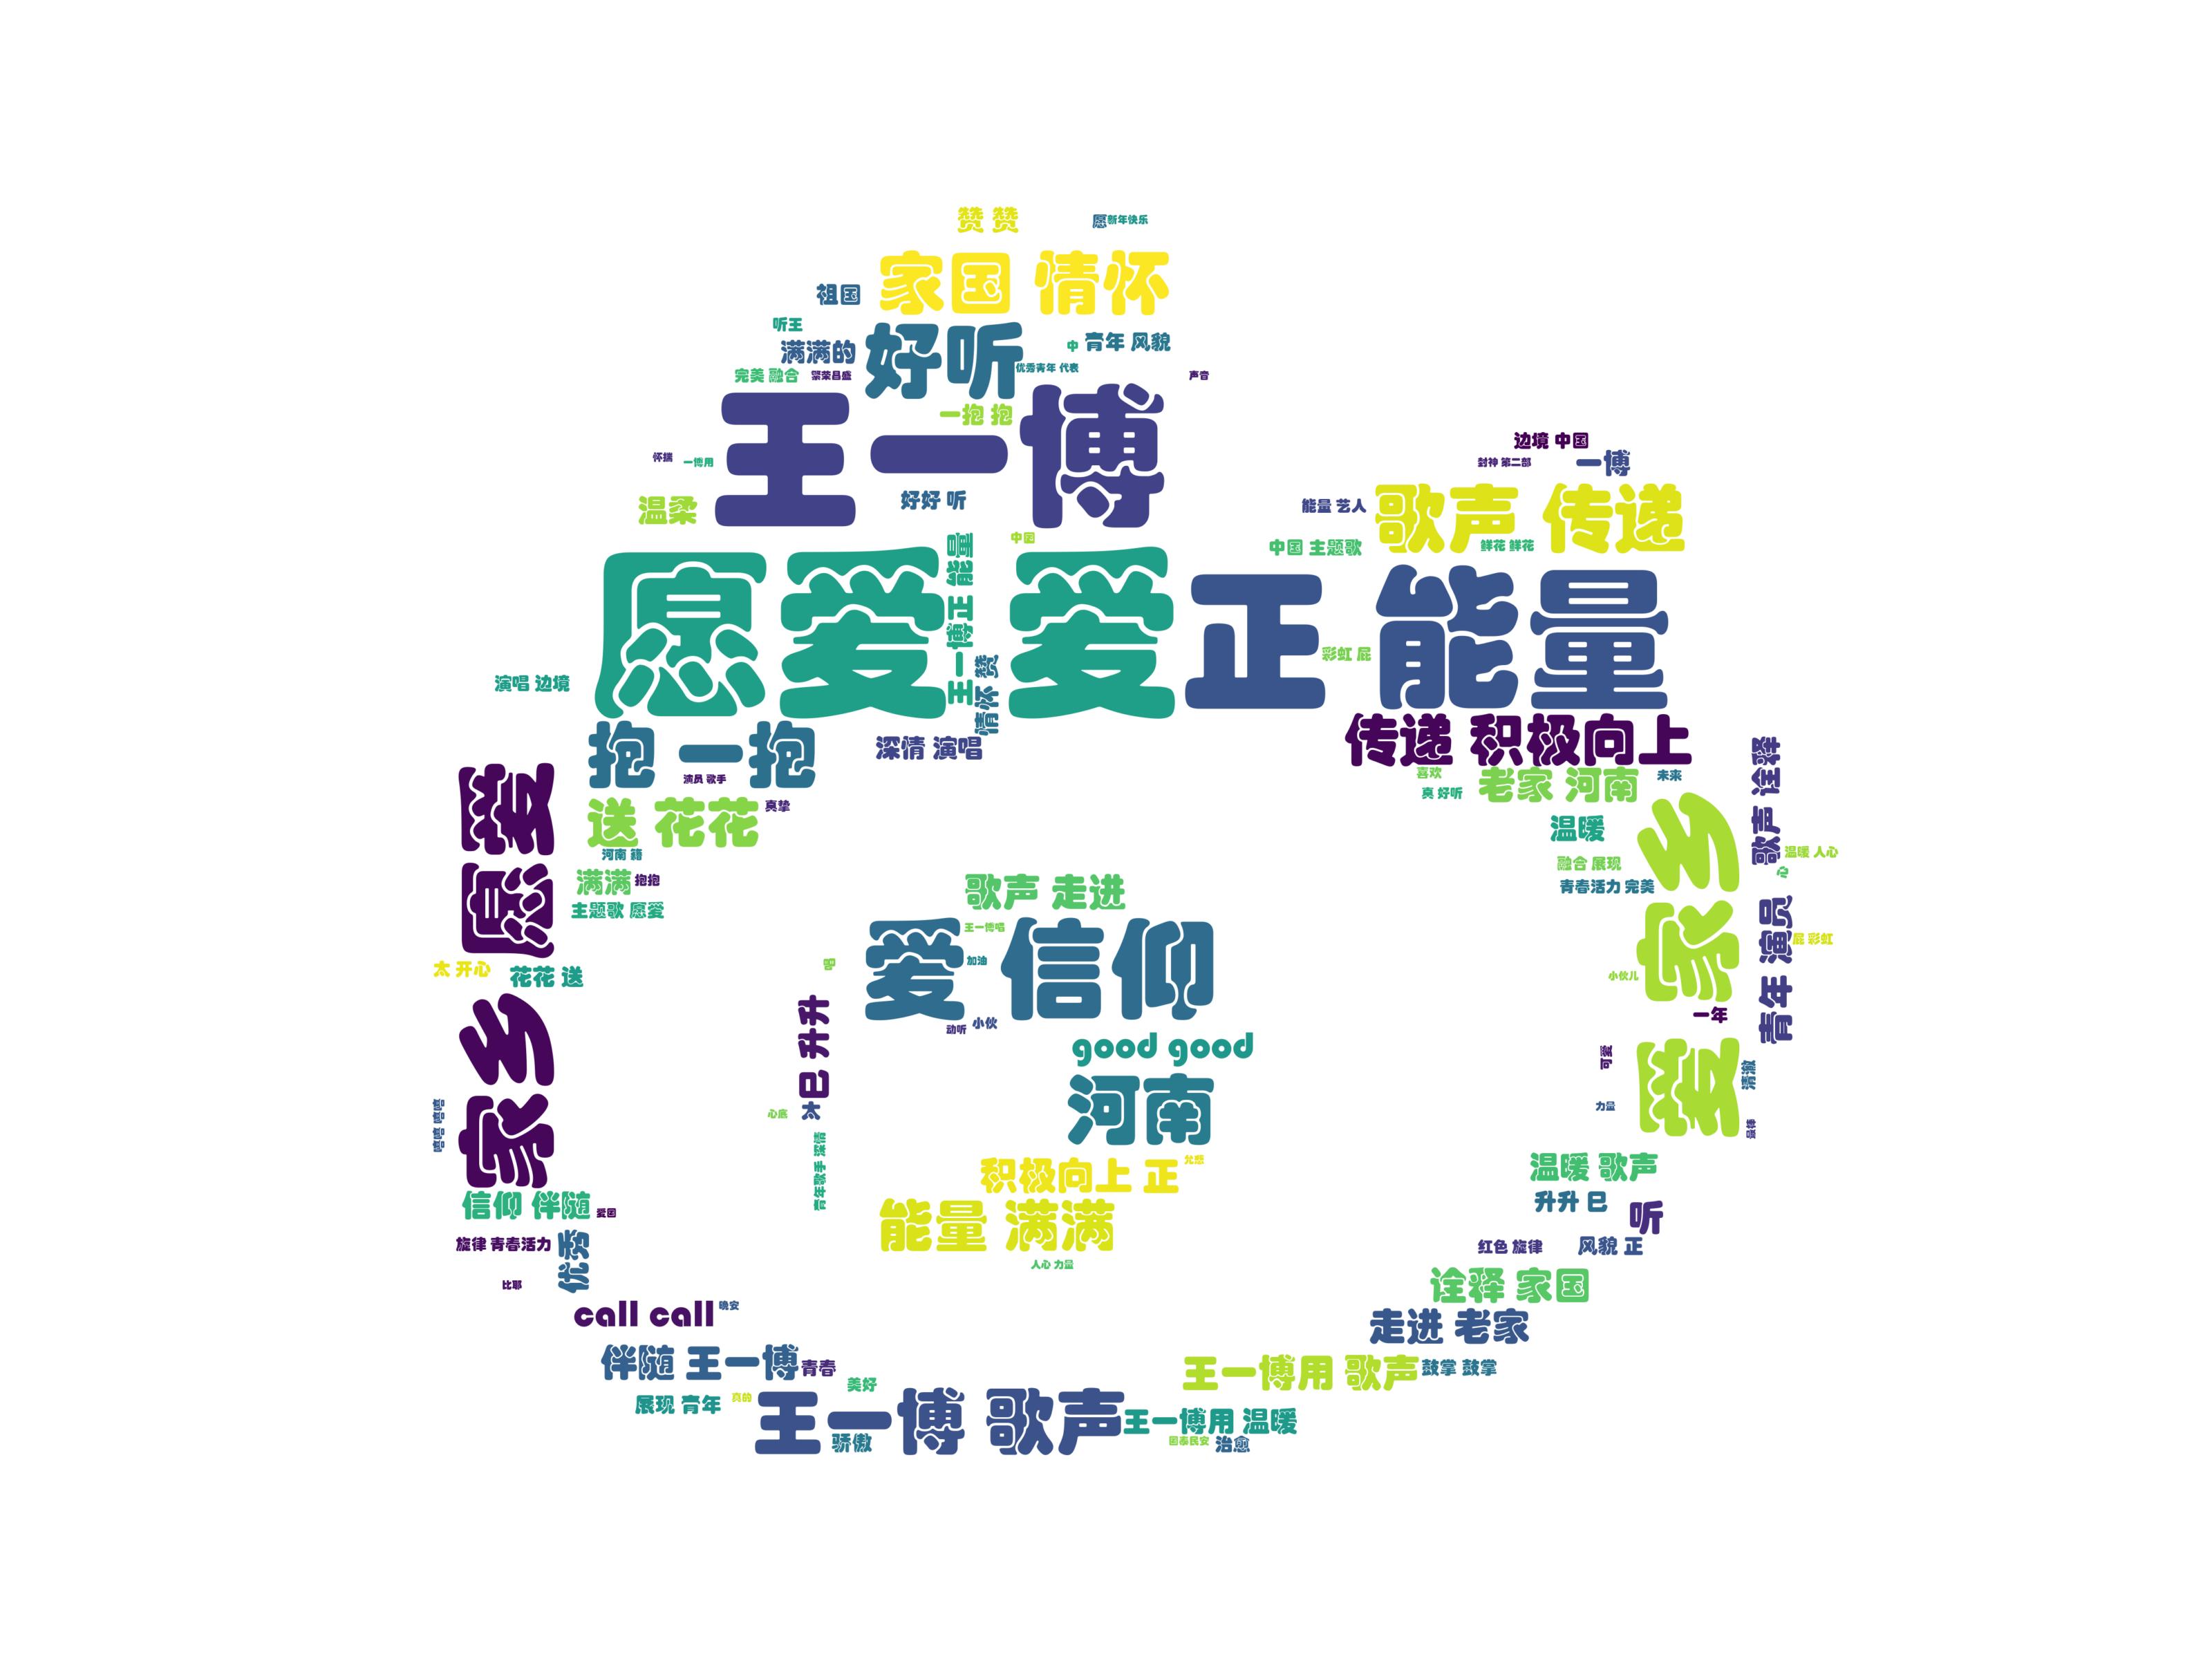 赞赞 赞赞
愿 新年快乐
家国 情怀
祖国
听王
好听
满满的
中 青年 风貌
完美 融合 繁荣昌盛
优秀青年 代表
声音
王一博
一抱 抱
边境 中国
怀揣 一博用
封神 第二部 一博
温柔
好好 听
能量 艺人
歌声 传递
中国
中国 主题歌
鲜花 鲜花
愿爱 爱
王一博正 能量
正能量
彩虹 屁
情怀 赞
演唱 边境
抱 一抱
深情 演唱
传递 积极向上
演员 歌手
喜欢
老家 河南
未来
真 好听
歌声 诠释
愿爱 家乡
送 花花
真挚
温暖
爱 家乡
河南 籍
温暖 人心
融合 展现
满满 抱抱
青春活力 完美
主题歌 愿爱
歌声 走进
王一博唱
爱 信仰
加油
唱
青年 演员
屁 彩虹
太 开心
花花 送
小伙儿
巳 升升
动听 小伙
一年
good good
可爱
清澈
河南
心底 太
力量
嘻嘻 嘻嘻
青年歌手 深情
积极向上 正
温暖 歌声
信仰 伴随
爱国
能量 满满
升升 巳
听
旋律 青春活力
优秀
红色 旋律
风貌 正
人心 力量
比耶
诠释 家国
call call
晚安
走进 老家
伴随 王一博
青春
王一博用 歌声
鼓掌 鼓掌
美好
展现 青年
真的
王一博 歌声
王一博用 温暖
骄傲
国泰民安 治愈